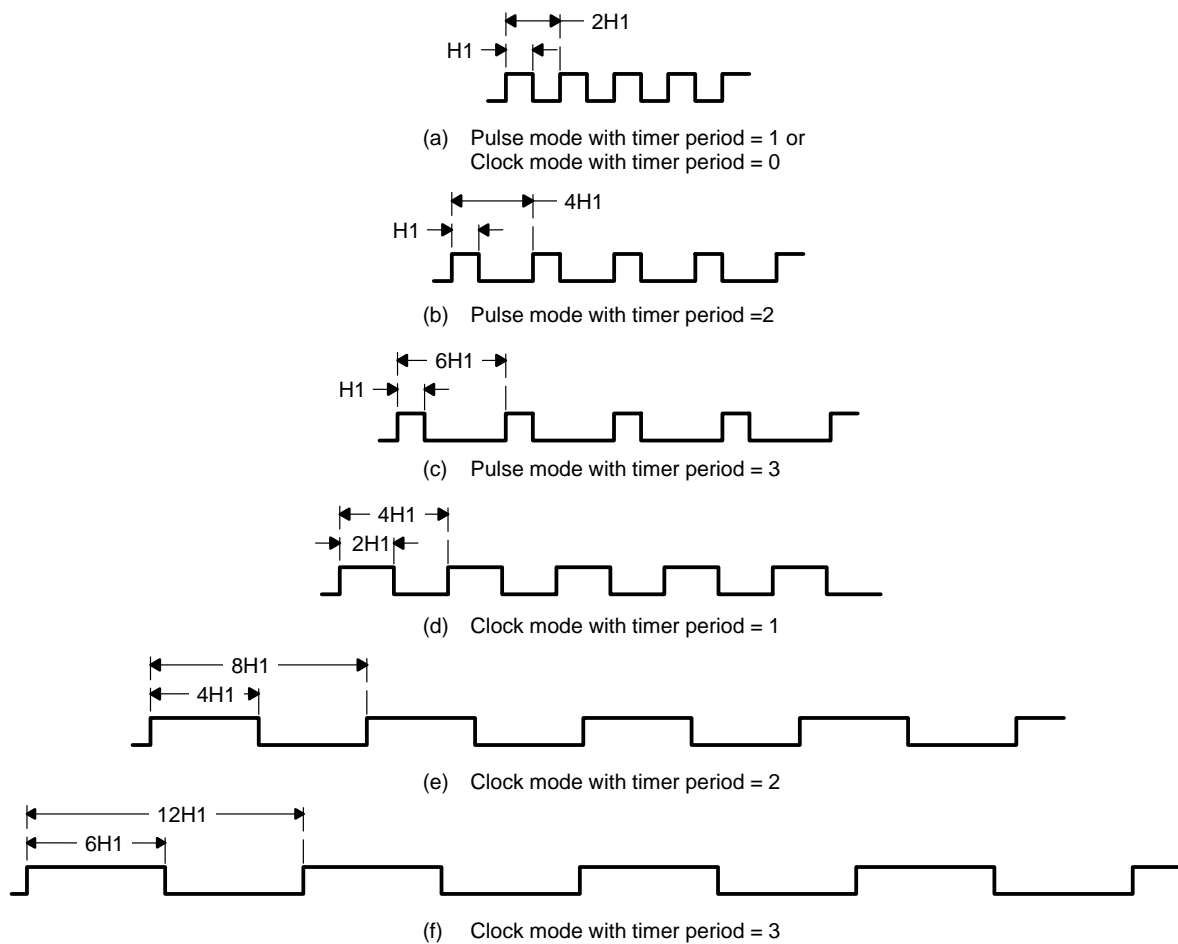 2H1
H1
(a) Pulse mode with timer period = 1 or
Clock mode with timer period = 0
4H1
H1
(b) Pulse mode with timer period =2
6H1
H1
(c) Pulse mode with timer period = 3
4H1
2H1
(d) Clock mode with timer period = 1
8H1
4H1
(e) Clock mode with timer period = 2
12H1
6H1
(f) Clock mode with timer period = 3